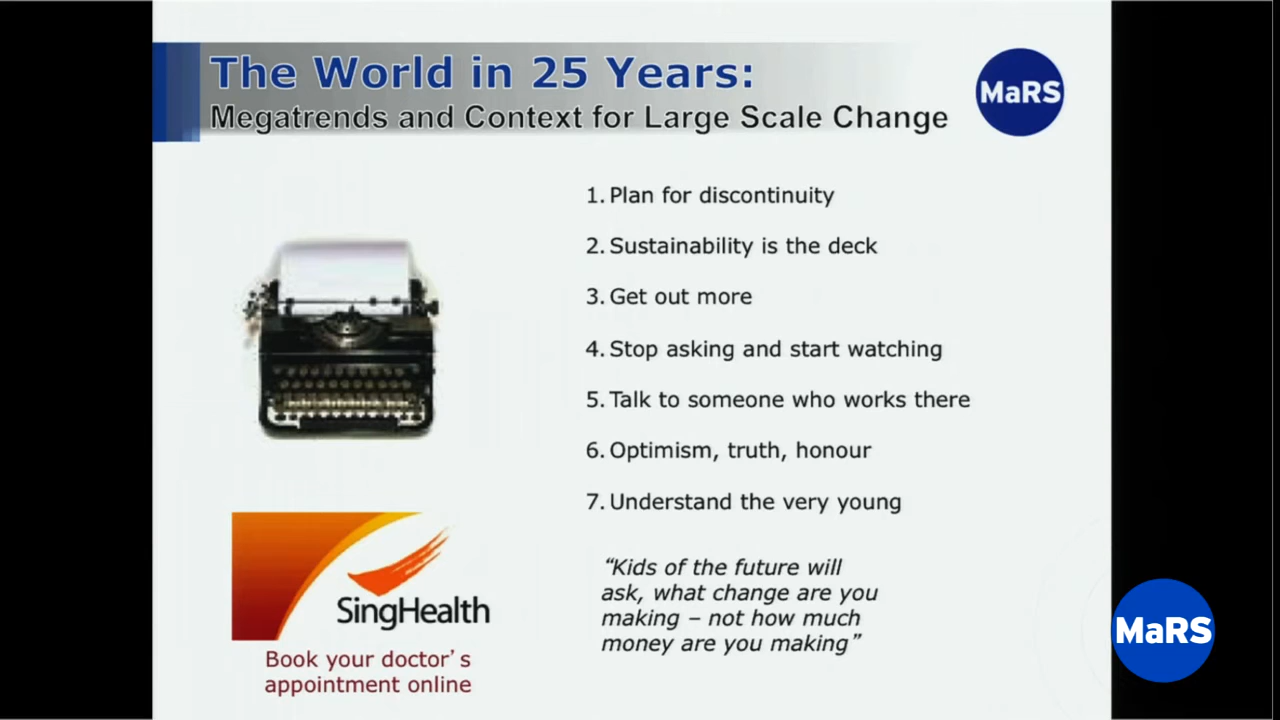 The World in 25 Years:
Megatrends and Context for Large Scale Change
MaRS
1. Plan for discontinuity
2. Sustainability is the deck
3. Get out more
4. Stop asking and start watching
5. Talk to someone who works there
6. Optimism, truth, honour
7. Understand the very young
“Kids of the future will
ask, what change are you
making – not how much
money are you making”
SingHealth
Book your doctor’s
appointment online
MaRS